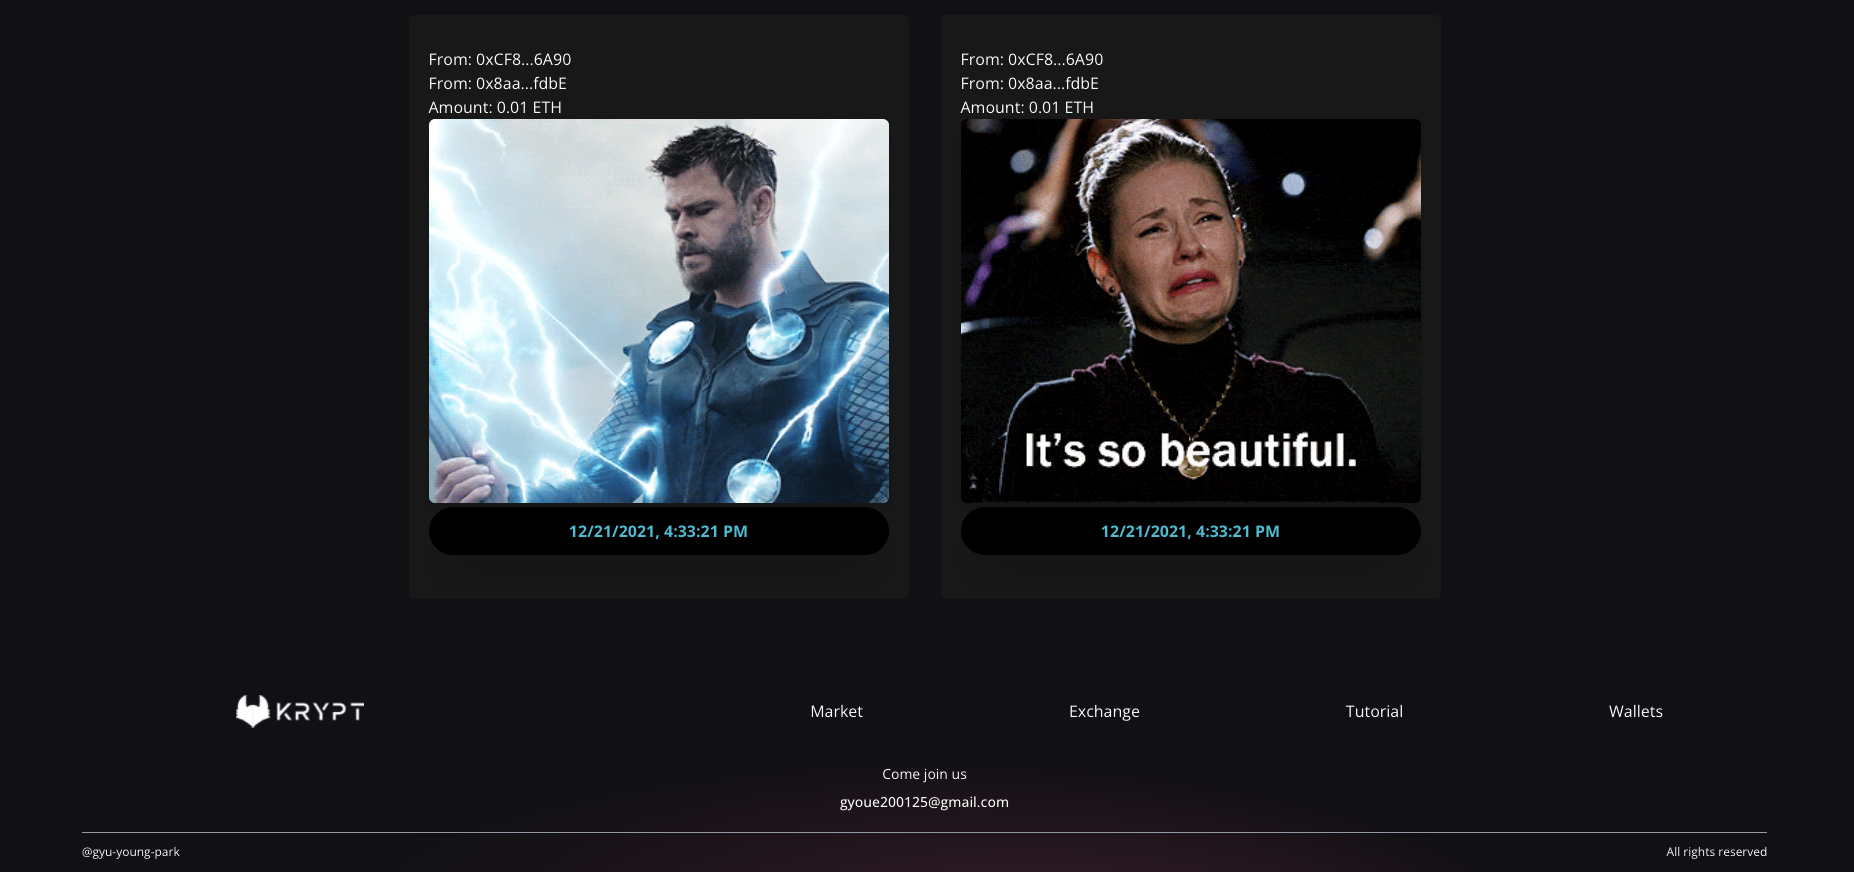 From: 0xCF8...6A90
From: 0x8aa...fdbE
Amount: 0.01 ETH
12/21/2021, 4:33:21 PM
From: 0xCF8...6A90
From: 0x8aa...fdbE
Amount: 0.01 ETH
It's so beautiful.
12/21/2021, 4:33:21 PM
KRYPT
Market
Exchange
Tutorial
Wallets
Come join us
gyoue200125@gmail.com
@gyu-young-park
All rights reserved